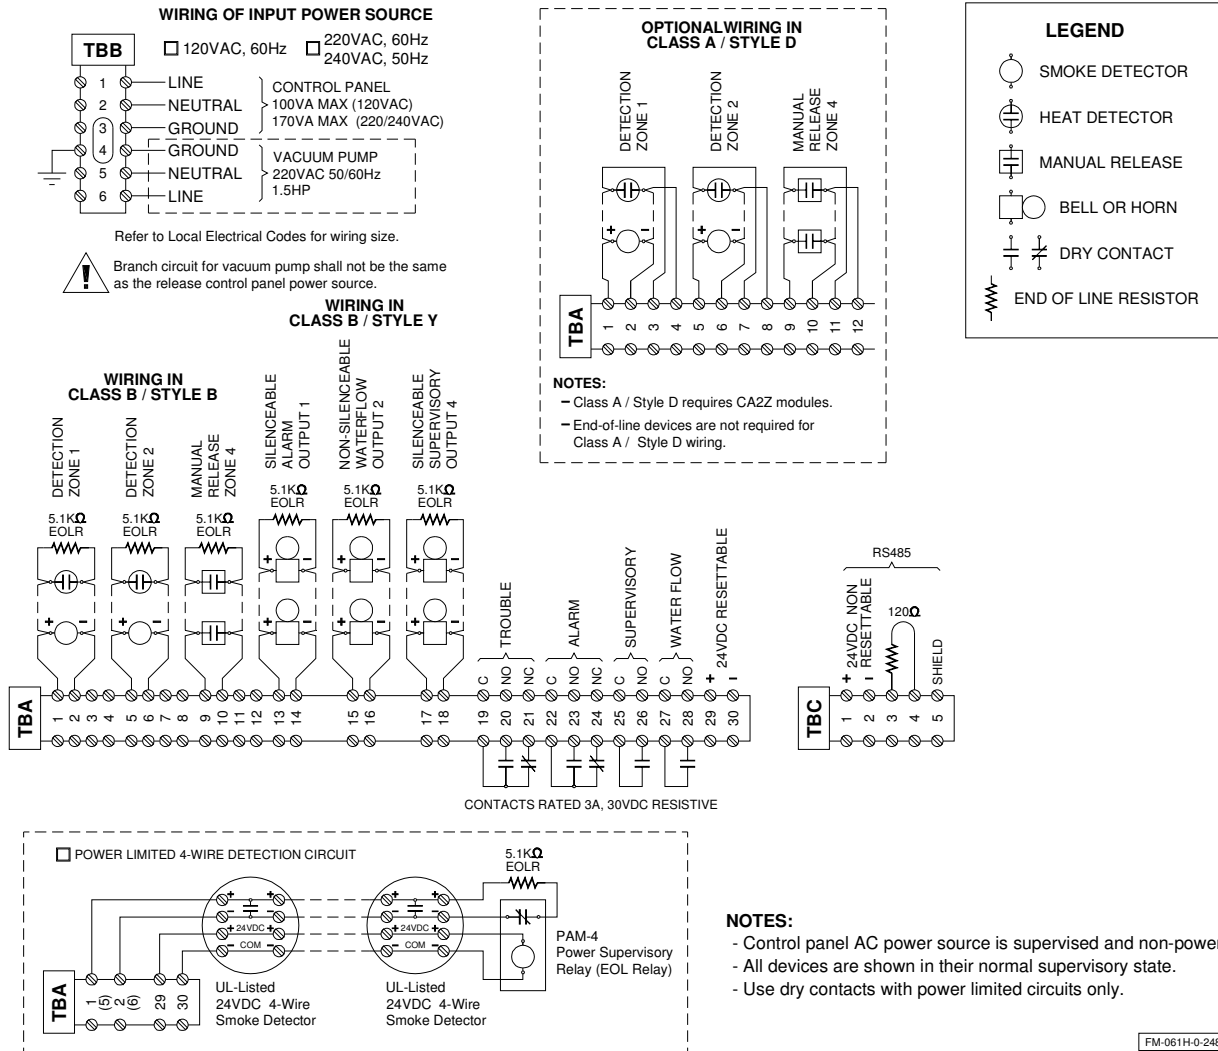 WIRING OF INPUT POWER SOURCE
TBB
120VAC, 60Hz
220VAC, 60Hz
240VAC, 50Hz
1
2
3
4
5
6
LINE
NEUTRAL
GROUND
GROUND
NEUTRAL
LINE
CONTROL PANEL
100VA MAX (120VAC)
170VA MAX (220/240VAC)
VACUUM PUMP
220VAC 50/60Hz
1.5HP
Refer to Local Electrical Codes for wiring size.
Branch circuit for vacuum pump shall not be the same
as the release control panel power source.
OPTIONALWIRING IN
CLASS A / STYLE D
DETECTION
ZONE 1
DETECTION
ZONE 2
MANUAL
RELEASE
ZONE 4
+ −
+ −
TBA
1 2 3 4 5 6 7 8 9 10 11 12
NOTES:
− Class A / Style D requires CA2Z modules.
− End-of-line devices are not required for
Class A / Style D wiring.
LEGEND
SMOKE DETECTOR
HEAT DETECTOR
MANUAL RELEASE
BELL OR HORN
DRY CONTACT
END OF LINE RESISTOR
WIRING IN
CLASS B / STYLE Y
WIRING IN
CLASS B / STYLE B
DETECTION
ZONE 1
DETECTION
ZONE 2
MANUAL
RELEASE
ZONE 4
SILENCEABLE
ALARM
OUTPUT 1
NON-SILENCEABLE
WATERFLOW
OUTPUT 2
SILENCEABLE
SUPERVISORY
OUTPUT 4
5.1KΩ
EOLR
5.1KΩ
EOLR
5.1KΩ
EOLR
5.1KΩ
EOLR
5.1KΩ
EOLR
5.1KΩ
EOLR
+ −
+ −
+ −
+ −
+ −
+ −
+ −
+ −
TROUBLE
ALARM
SUPERVISORY
WATER FLOW
24VDC RESETTABLE
C NO NC C NO NC C NO C NO + −
TBA
1 2 3 4 5 6 7 8 9 10 11 12 13 14 15 16 17 18 19 20 21 22 23 24 25 26 27 28 29 30
CONTACTS RATED 3A, 30VDC RESISTIVE
RS485
24VDC NON
RESETTABLE
+ −
120Ω
SHIELD
TBC
1 2 3 4 5
POWER LIMITED 4-WIRE DETECTION CIRCUIT
5.1KΩ
EOLR
+ +
− −
+ 24VDC +
− COM −
+ +
− −
+ 24VDC +
− COM −
PAM-4
Power Supervisory
Relay (EOL Relay)
TBA
1
(5)
2
(6)
29
30
UL-Listed
24VDC 4-Wire
Smoke Detector
UL-Listed
24VDC 4-Wire
Smoke Detector
NOTES:
- Control panel AC power source is supervised and non-power
- All devices are shown in their normal supervisory state.
- Use dry contacts with power limited circuits only.
FM-061H-0-248